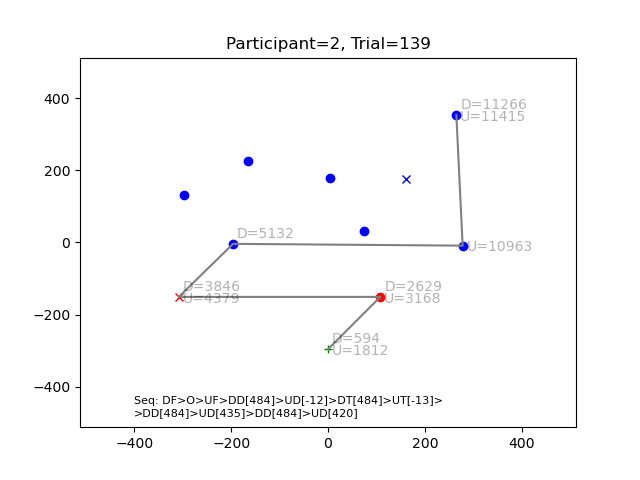 Participant=2, Trial=139
400
200
0
−200
−400
D=11266
U=11415
D=5132
U=10963
D=3846
U=4379
D=2629
U=3168
D=594
U=1812
Seq: DF>O>UF>DD[484]>UD[-12]>DT[484]>UT[-13]>
>DD[484]>UD[435]>DD[484]>UD[420]
−400 −200 0 200 400